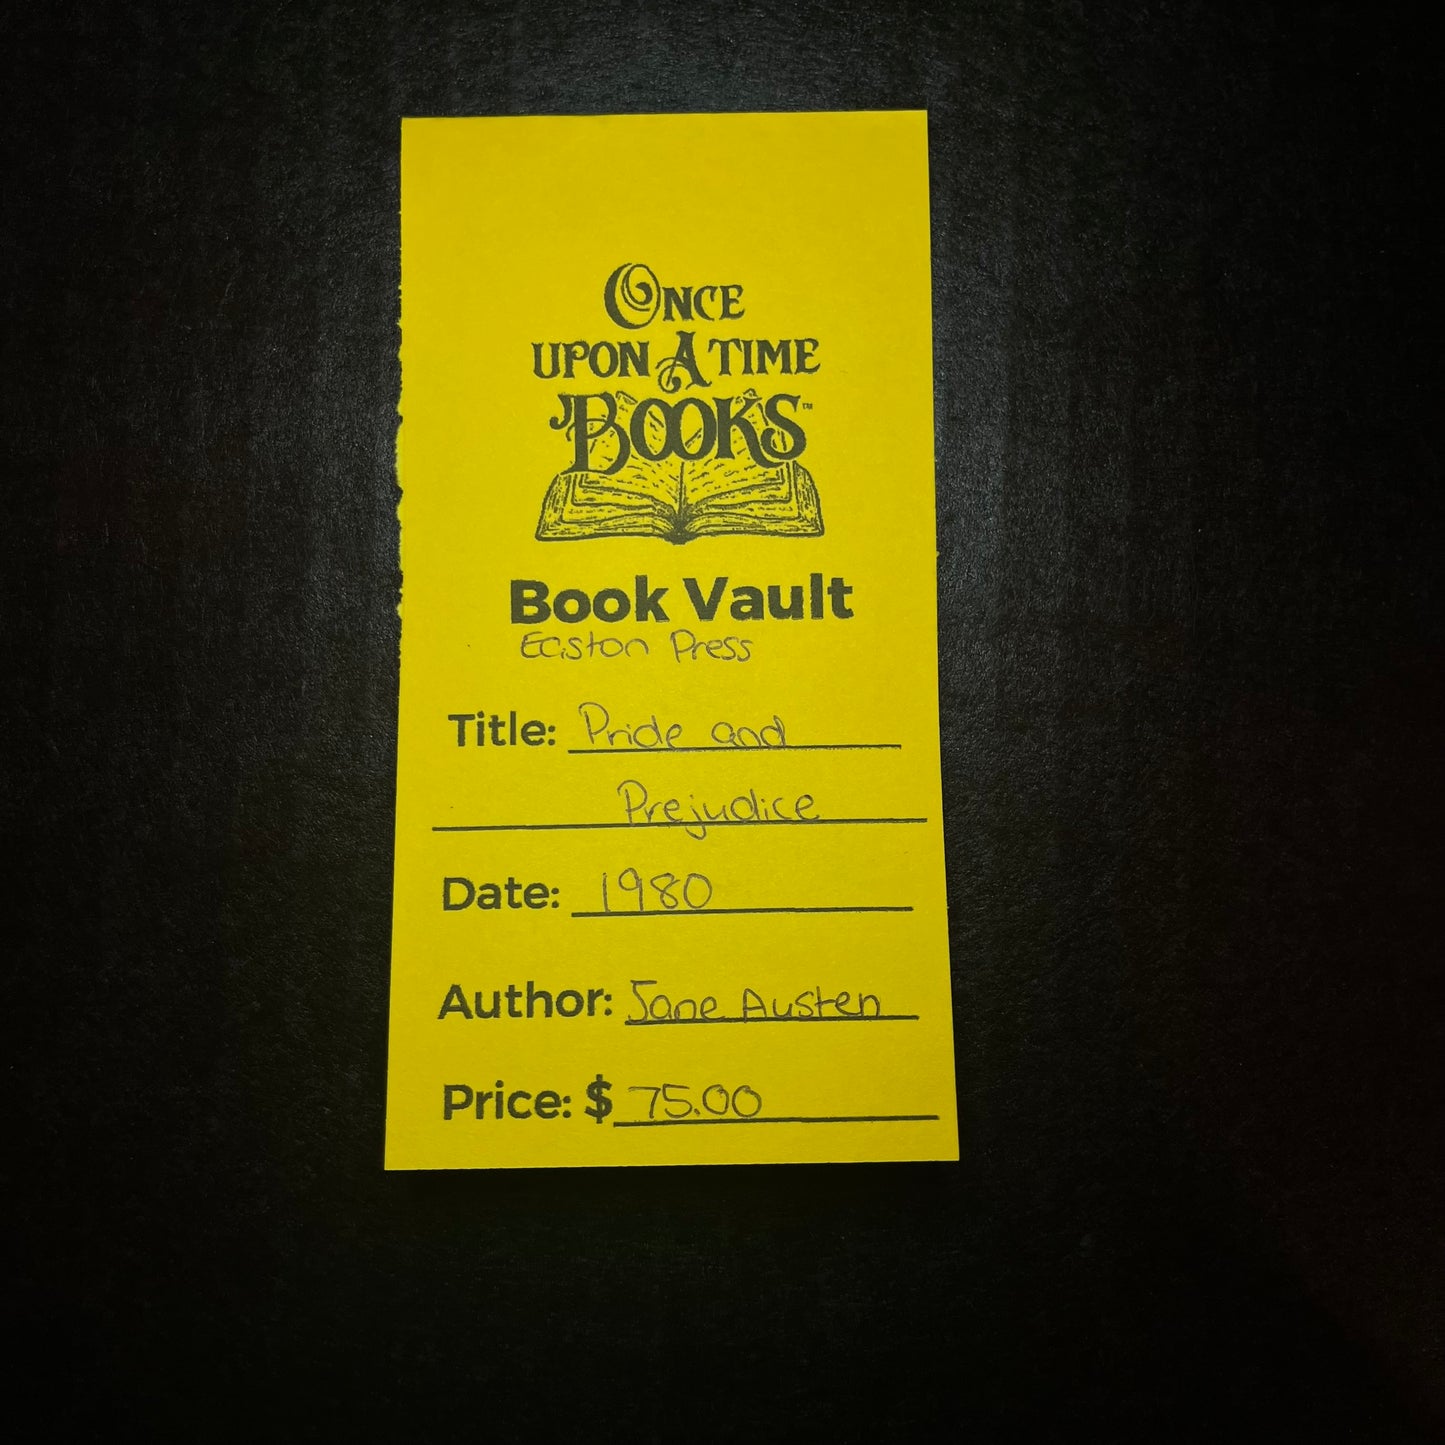 ONCE
UPON A TIME
BOOKS™
Book Vault
Easton Press
Title: Pride and
Prejudice
Date: 1980
Author: Jane Austen
Price: $ 75.00